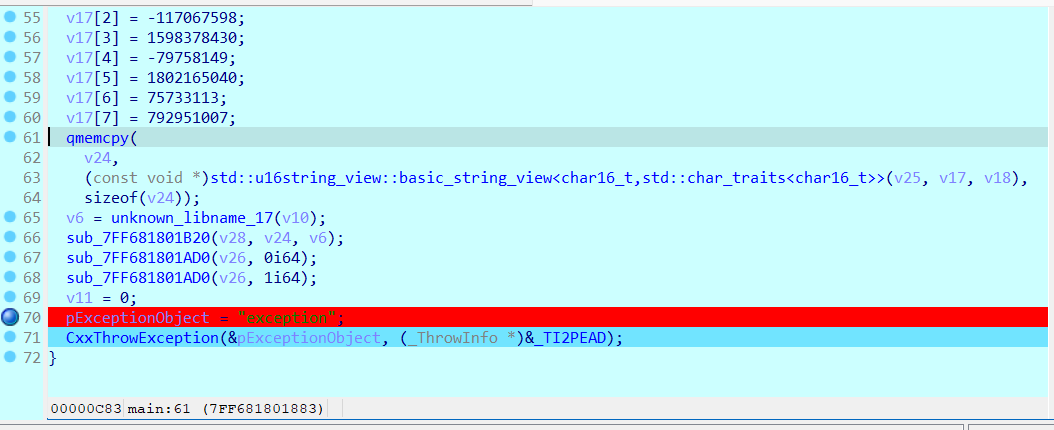 55 v17[2] = -117067598;
56 v17[3] = 1598378430;
57 v17[4] = -79758149;
58 v17[5] = 1802165040;
59 v17[6] = 75733113;
60 v17[7] = 792951007;
61 qmemcpy(
62 v24,
63 (const void *)std::u16string_view::basic_string_view<char16_t,std::char_traits<char16_t>>(v25, v17, v18),
64 sizeof(v24));
65 v6 = unknown_libname_17(v10);
66 sub_7FF681801B20(v28, v24, v6);
67 sub_7FF681801AD0(v26, 0i64);
68 sub_7FF681801AD0(v26, 1i64);
69 v11 = 0;
70 pExceptionObject = "exception";
71 CxxThrowException(&pExceptionObject, (_ThrowInfo *)&_TI2PEAD);
72 }
00000C83 main:61 (7FF681801883)